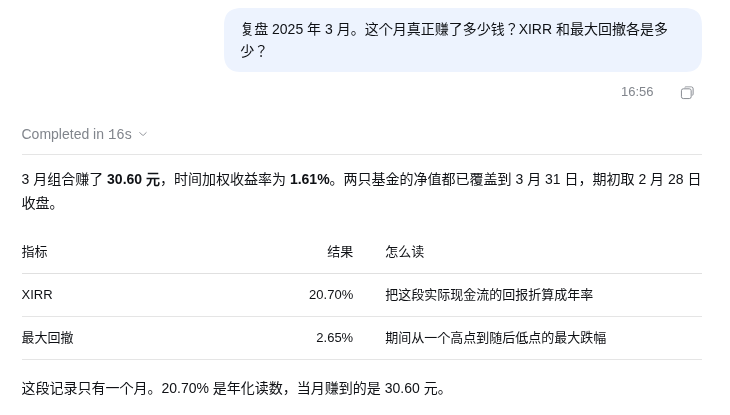 复盘 2025 年 3 月。这个月真正赚了多少钱？XIRR 和最大回撤各是多
少？
16:56
Completed in 16s
3 月组合赚了 30.60 元，时间加权收益率为 1.61%。两只基金的净值都已覆盖到 3 月 31 日，期初取 2 月 28 日
收盘。
指标 结果 怎么读
XIRR 20.70% 把这段实际现金流的回报折算成年率
最大回撤 2.65% 期间从一个高点到随后低点的最大跌幅
这段记录只有一个月。20.70% 是年化读数，当月赚到的是 30.60 元。